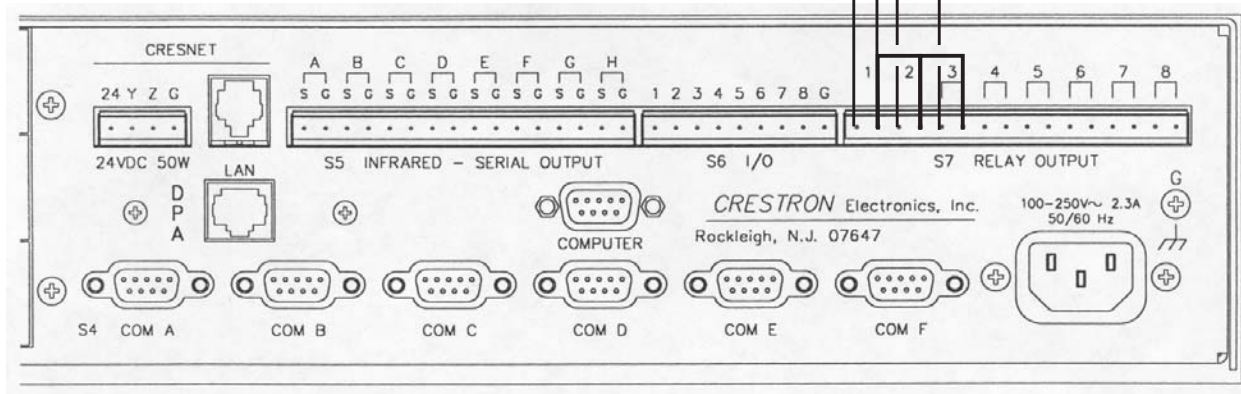 CRESNET
A B C D E F G H
1 2 3 4 5 6 7 8
24 Y Z G
S G S G S G S G S G S G S G S G
1 2 3 4 5 6 7 8 G
24VDC 50W
LAN
S5 INFRARED - SERIAL OUTPUT
S6 I/O
S7 RELAY OUTPUT
DPA
COMPUTER
CRESTRON Electronics, Inc.
Rockleigh, N.J. 07647
100-250V~ 2.3A
50/60 Hz
G
S4 COM A
COM B
COM C
COM D
COM E
COM F